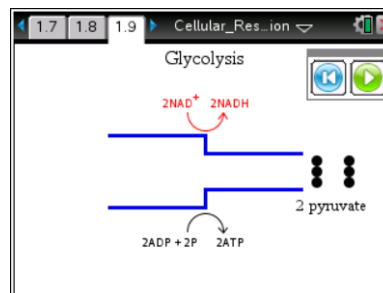 1.7 1.8 1.9 Cellular_Res...ion
Glycolysis
2NAD⁺ 2NADH
2 pyruvate
2ADP + 2P 2ATP